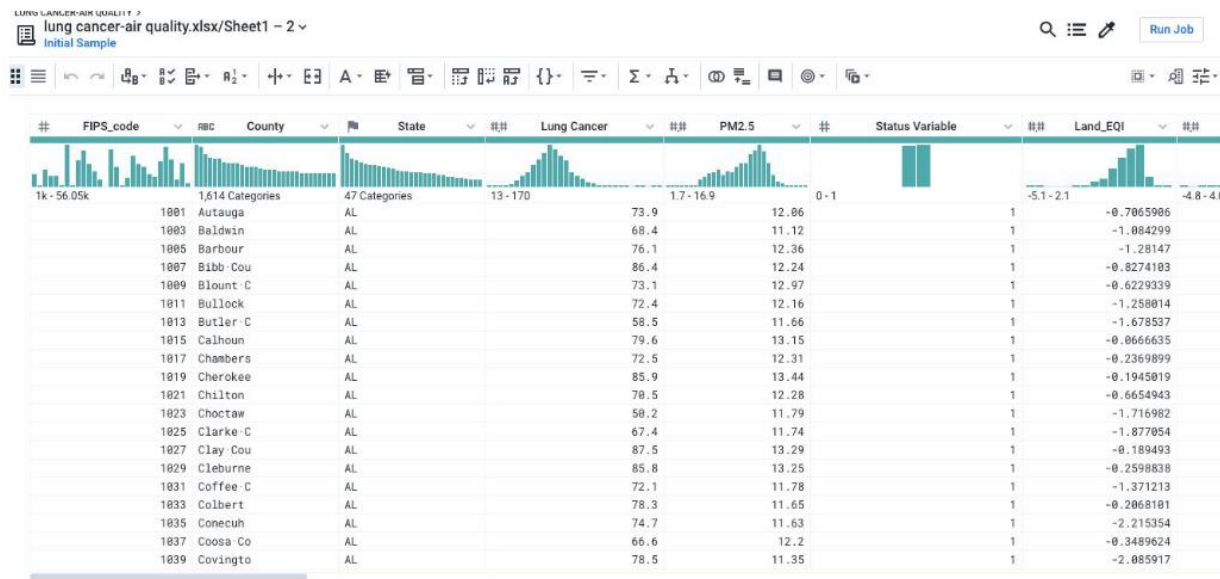 LUNG CANCER-AIR QUALITY >
lung cancer-air quality.xlsx/Sheet1 – 2
Initial Sample
Run Job
# FIPS_code ABC County State #.# Lung Cancer #.# PM2.5 # Status Variable #.# Land_EQI #.#
1k - 56.05k 1,614 Categories 47 Categories 13 - 170 1.7 - 16.9 0 - 1 -5.1 - 2.1
1001 Autauga AL 73.9 12.06 1 -0.7065906
1003 Baldwin AL 68.4 11.12 1 -1.084299
1005 Barbour AL 76.1 12.36 1 -1.28147
1007 Bibb·Cou AL 86.4 12.24 1 -0.8274103
1009 Blount·C AL 73.1 12.97 1 -0.6229339
1011 Bullock AL 72.4 12.16 1 -1.258014
1013 Butler·C AL 58.5 11.66 1 -1.678537
1015 Calhoun AL 79.6 13.15 1 -0.0666635
1017 Chambers AL 72.5 12.31 1 -0.2369899
1019 Cherokee AL 85.9 13.44 1 -0.1945019
1021 Chilton AL 70.5 12.28 1 -0.6654943
1023 Choctaw AL 50.2 11.79 1 -1.716982
1025 Clarke·C AL 67.4 11.74 1 -1.877054
1027 Clay·Cou AL 87.5 13.29 1 -0.189493
1029 Cleburne AL 85.8 13.25 1 -0.2598838
1031 Coffee·C AL 72.1 11.78 1 -1.371213
1033 Colbert AL 78.3 11.65 1 -0.2068101
1035 Conecuh AL 74.7 11.63 1 -2.215354
1037 Coosa·Co AL 66.6 12.2 1 -0.3489624
1039 Covingto AL 78.5 11.35 1 -2.085917